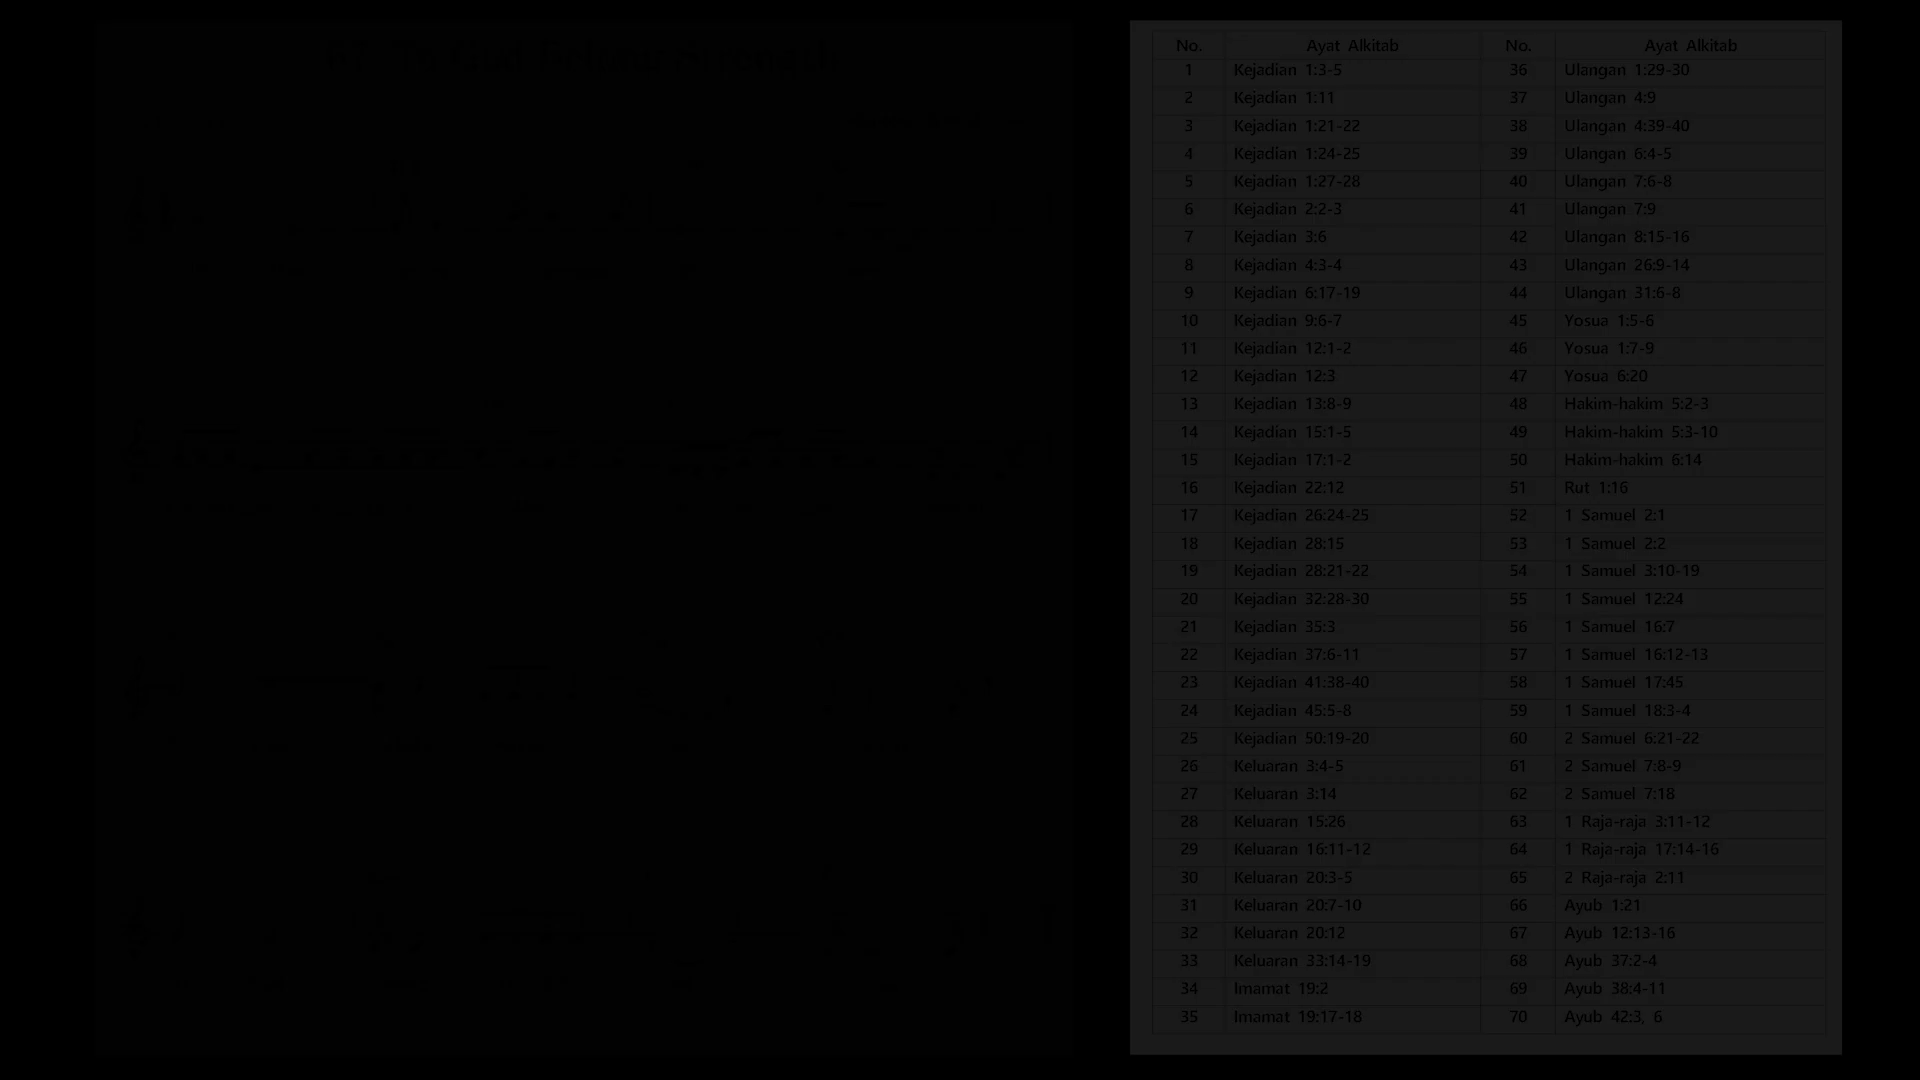 67. To God Belong Strength
No. Ayat Alkitab No. Ayat Alkitab
1 Kejadian 1:3-5 36 Ulangan 1:29-30
2 Kejadian 1:11 37 Ulangan 4:9
3 Kejadian 1:21-22 38 Ulangan 4:39-40
4 Kejadian 1:24-25 39 Ulangan 6:4-5
5 Kejadian 1:27-28 40 Ulangan 7:6-8
6 Kejadian 2:2-3 41 Ulangan 7:9
7 Kejadian 3:6 42 Ulangan 8:15-16
8 Kejadian 4:3-4 43 Ulangan 26:9-14
9 Kejadian 6:17-19 44 Ulangan 31:6-8
10 Kejadian 9:6-7 45 Yosua 1:5-6
11 Kejadian 12:1-2 46 Yosua 1:7-9
12 Kejadian 12:3 47 Yosua 6:20
13 Kejadian 13:8-9 48 Hakim-hakim 5:2-3
14 Kejadian 15:1-5 49 Hakim-hakim 5:3-10
15 Kejadian 17:1-2 50 Hakim-hakim 6:14
16 Kejadian 22:12 51 Rut 1:16
17 Kejadian 26:24-25 52 1 Samuel 2:1
18 Kejadian 28:15 53 1 Samuel 2:2
19 Kejadian 28:21-22 54 1 Samuel 3:10-19
20 Kejadian 32:28-30 55 1 Samuel 12:24
21 Kejadian 35:3 56 1 Samuel 16:7
22 Kejadian 37:6-11 57 1 Samuel 16:12-13
23 Kejadian 41:38-40 58 1 Samuel 17:45
24 Kejadian 45:5-8 59 1 Samuel 18:3-4
25 Kejadian 50:19-20 60 2 Samuel 6:21-22
26 Keluaran 3:4-5 61 2 Samuel 7:8-9
27 Keluaran 3:14 62 2 Samuel 7:18
28 Keluaran 15:26 63 1 Raja-raja 3:11-12
29 Keluaran 16:11-12 64 1 Raja-raja 17:14-16
30 Keluaran 20:3-5 65 2 Raja-raja 2:11
31 Keluaran 20:7-10 66 Ayub 1:21
32 Keluaran 20:12 67 Ayub 12:13-16
33 Keluaran 33:14-19 68 Ayub 37:2-4
34 Imamat 19:2 69 Ayub 38:4-11
35 Imamat 19:17-18 70 Ayub 42:3, 6